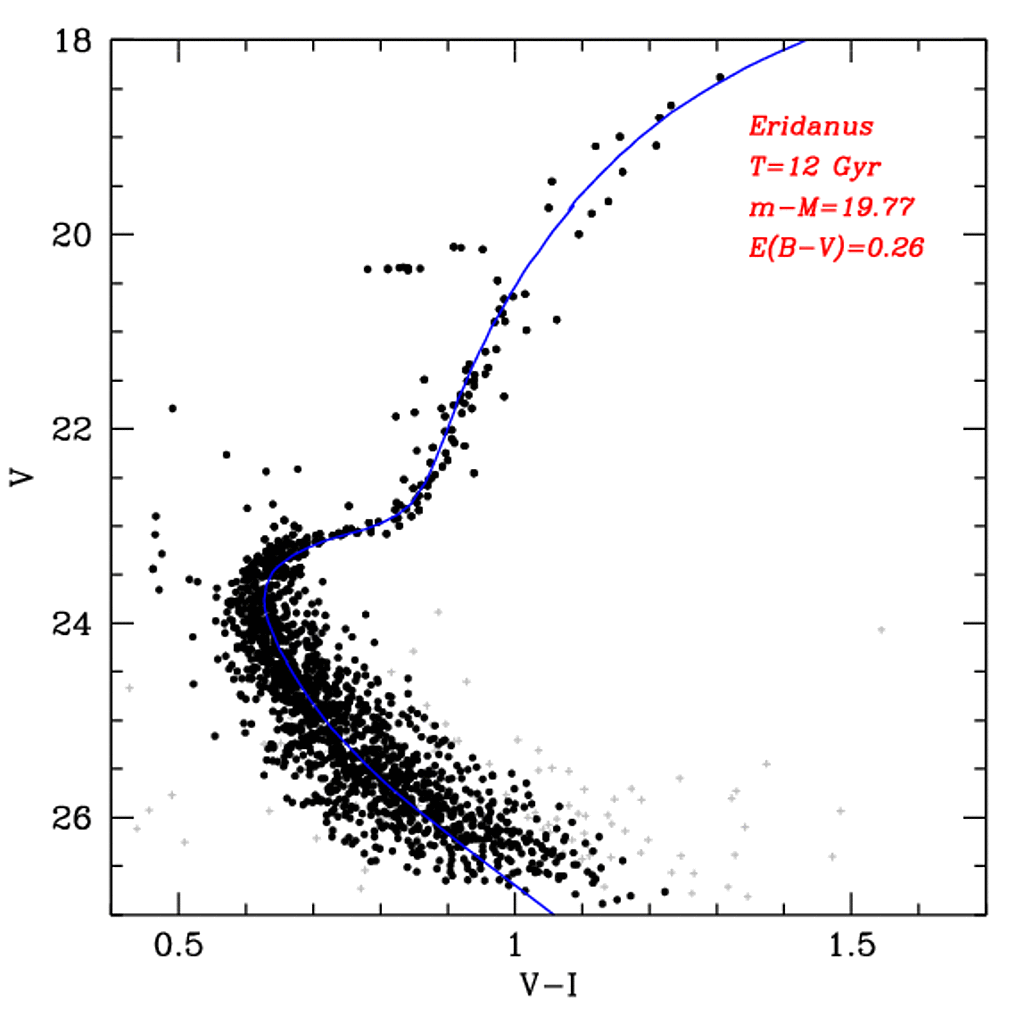 18
Eridanus
T=12 Gyr
m-M=19.77
E(B-V)=0.26
20
22
V
24
26
0.5 1 1.5
V-I